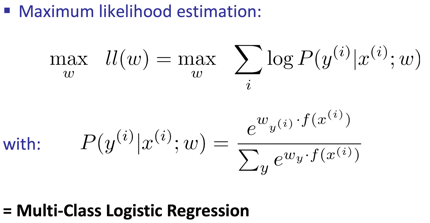 ▪ Maximum likelihood estimation:
max_w ll(w) = max_w ∑_i log P(y^(i)|x^(i); w)
with: P(y^(i)|x^(i); w) = e^{w_{y^(i)}·f(x^(i))} / ∑_y e^{w_y·f(x^(i))}
= Multi-Class Logistic Regression